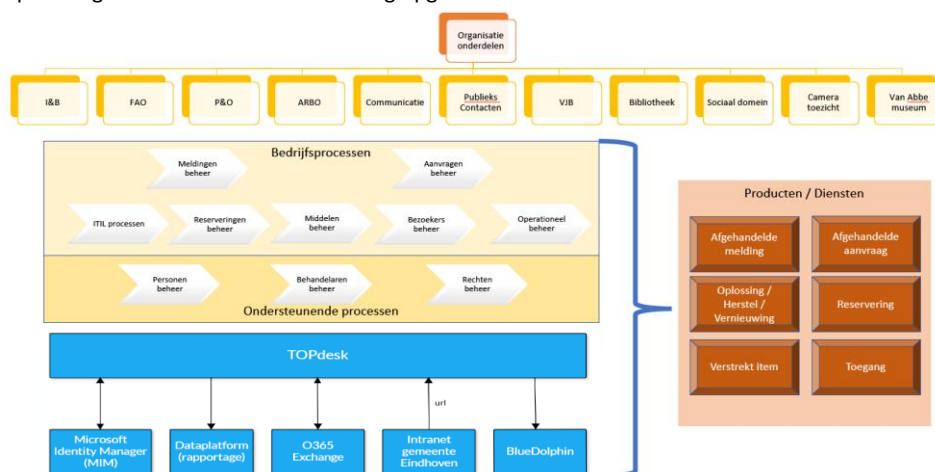 Organisatie
onderdelen
I&B
FAO
P&O
ARBO
Communicatie
Publieks
Contacten
VJB
Bibliotheek
Sociaal domein
Camera
toezicht
Van Abbe
museum
Bedrijfsprocessen
Meldingen
beheer
Aanvragen
beheer
ITIL processen
Reserveringen
beheer
Middelen
beheer
Bezoekers
beheer
Operationeel
beheer
Personen
beheer
Behandelaren
beheer
Rechten
beheer
Ondersteunende processen
TOPdesk
url
Microsoft
Identity Manager
(MIM)
Dataplatform
(rapportage)
O365
Exchange
Intranet
gemeente
Eindhoven
BlueDolphin
Producten / Diensten
Afgehandelde
melding
Afgehandelde
aanvraag
Oplossing /
Herstel /
Vernieuwing
Reservering
Verstrekt item
Toegang